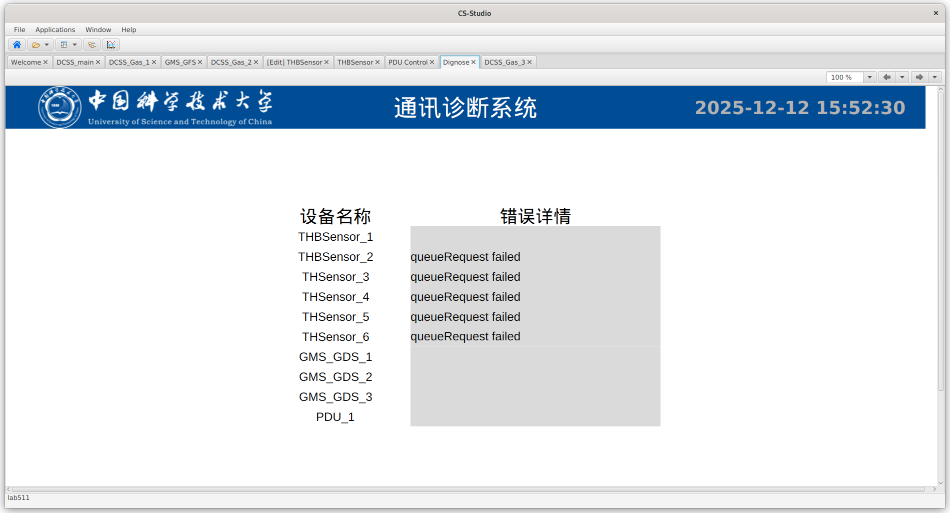 CS-Studio
File Applications Window Help
Welcome DCSS_main DCSS_Gas_1 GMS_GFS DCSS_Gas_2 [Edit] THBSensor THBSensor PDU Control Dignose DCSS_Gas_3
100 %
中国科学技术大学
University of Science and Technology of China
通讯诊断系统
2025-12-12 15:52:30
设备名称 错误详情
THBSensor_1
THBSensor_2 queueRequest failed
THSensor_3 queueRequest failed
THSensor_4 queueRequest failed
THSensor_5 queueRequest failed
THSensor_6 queueRequest failed
GMS_GDS_1
GMS_GDS_2
GMS_GDS_3
PDU_1
lab511